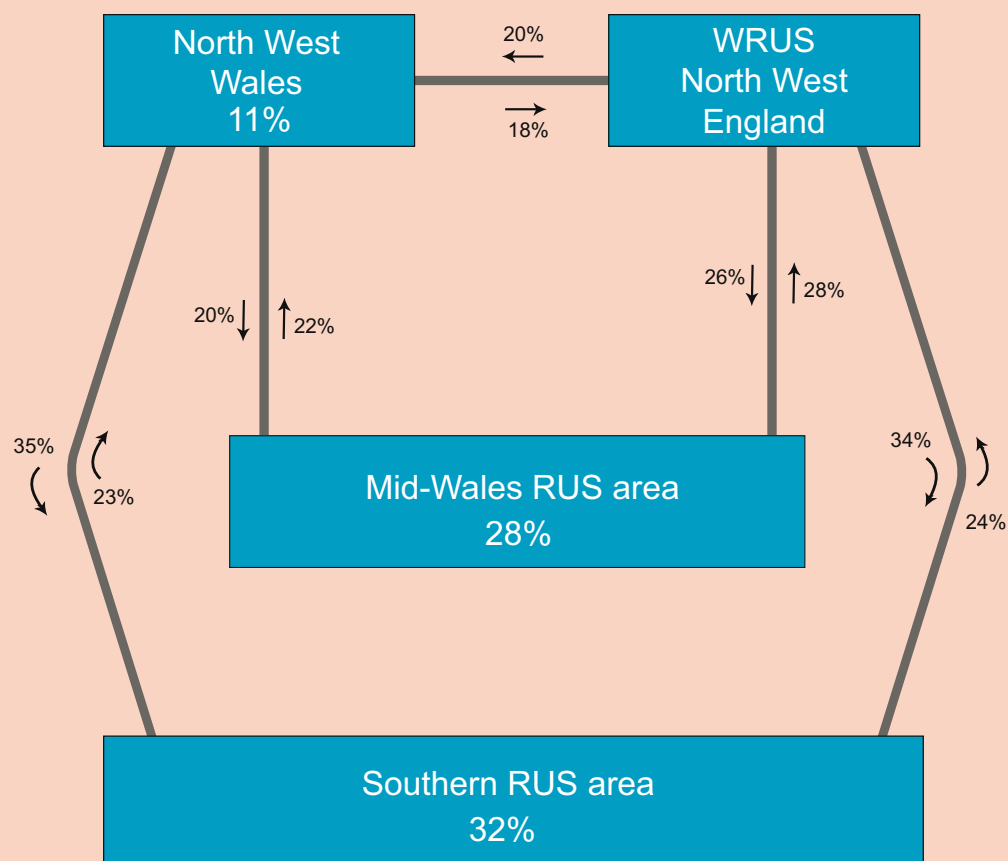 North West
Wales
11%
20%
18%
WRUS
North West
England
20%
22%
26%
28%
35%
23%
34%
24%
Mid-Wales RUS area
28%
Southern RUS area
32%